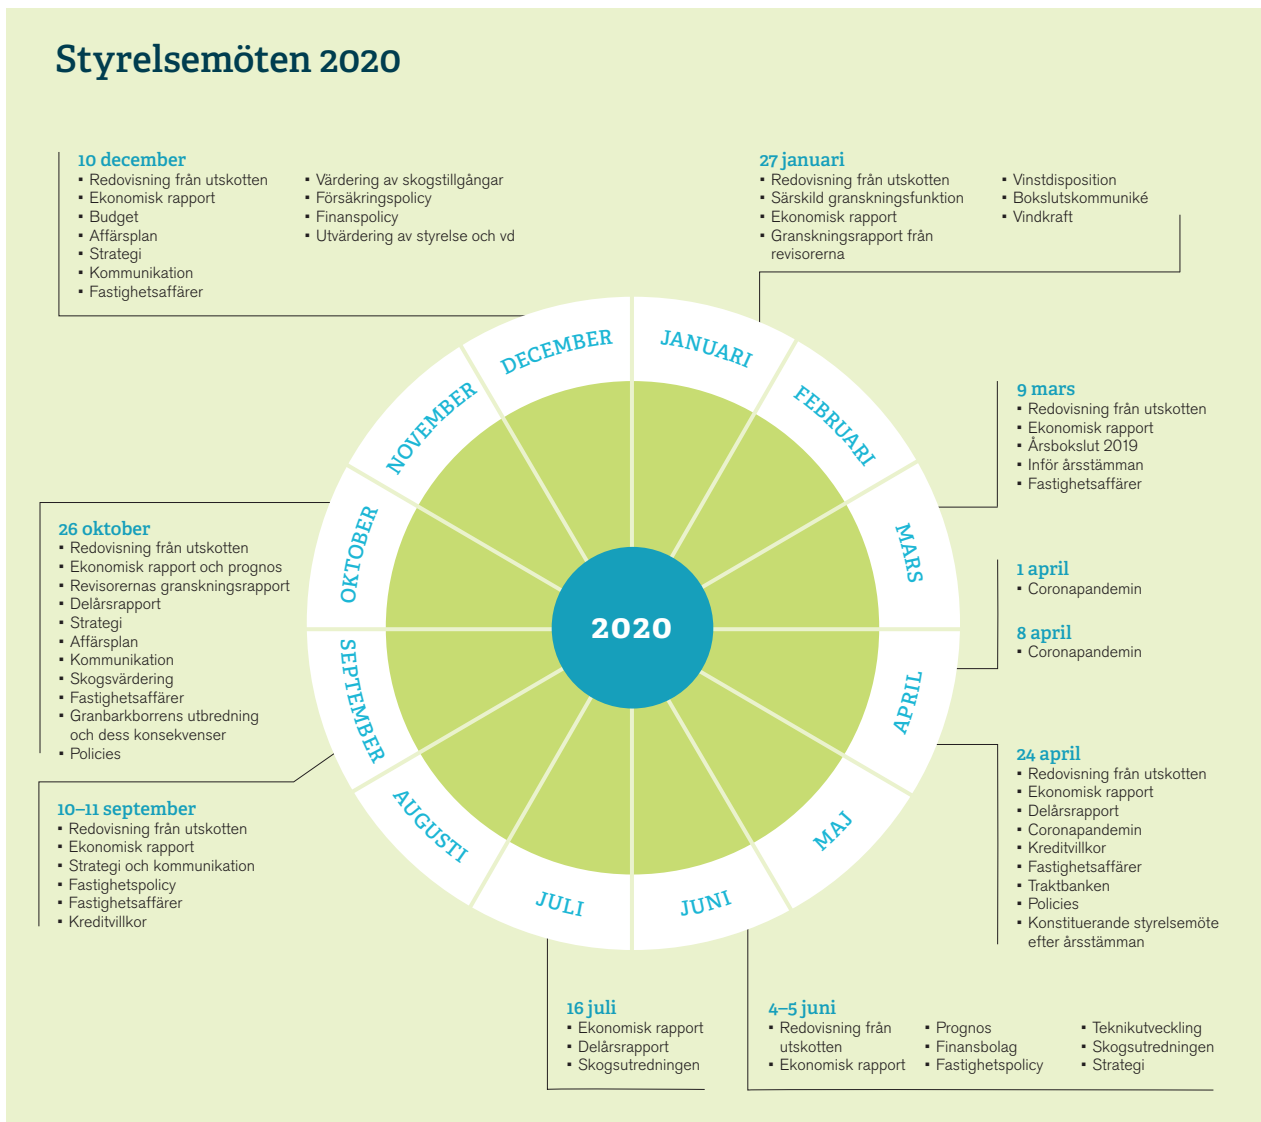 Styrelsemöten 2020
10 december
▪ Redovisning från utskotten
▪ Ekonomisk rapport
▪ Budget
▪ Affärsplan
▪ Strategi
▪ Kommunikation
▪ Fastighetsaffärer
▪ Värdering av skogstillgångar
▪ Försäkringspolicy
▪ Finanspolicy
▪ Utvärdering av styrelse och vd
27 januari
▪ Redovisning från utskotten
▪ Särskild granskningsfunktion
▪ Ekonomisk rapport
▪ Granskningsrapport från
revisorerna
▪ Vinstdisposition
▪ Bokslutskommuniké
▪ Vindkraft
JANUARI
FEBRUARI
MARS
APRIL
MAJ
JUNI
JULI
AUGUSTI
SEPTEMBER
OKTOBER
NOVEMBER
DECEMBER
2020
9 mars
▪ Redovisning från utskotten
▪ Ekonomisk rapport
▪ Årsbokslut 2019
▪ Inför årsstämman
▪ Fastighetsaffärer
1 april
▪ Coronapandemin
8 april
▪ Coronapandemin
24 april
▪ Redovisning från utskotten
▪ Ekonomisk rapport
▪ Delårsrapport
▪ Coronapandemin
▪ Kreditvillkor
▪ Fastighetsaffärer
▪ Traktbanken
▪ Policies
▪ Konstituerande styrelsemöte
efter årsstämman
4–5 juni
▪ Redovisning från
utskotten
▪ Ekonomisk rapport
▪ Prognos
▪ Finansbolag
▪ Fastighetspolicy
▪ Teknikutveckling
▪ Skogsutredningen
▪ Strategi
16 juli
▪ Ekonomisk rapport
▪ Delårsrapport
▪ Skogsutredningen
10–11 september
▪ Redovisning från utskotten
▪ Ekonomisk rapport
▪ Strategi och kommunikation
▪ Fastighetspolicy
▪ Fastighetsaffärer
▪ Kreditvillkor
26 oktober
▪ Redovisning från utskotten
▪ Ekonomisk rapport och prognos
▪ Revisorernas granskningsrapport
▪ Delårsrapport
▪ Strategi
▪ Affärsplan
▪ Kommunikation
▪ Skogsvärdering
▪ Fastighetsaffärer
▪ Granbarkborrens utbredning
och dess konsekvenser
▪ Policies